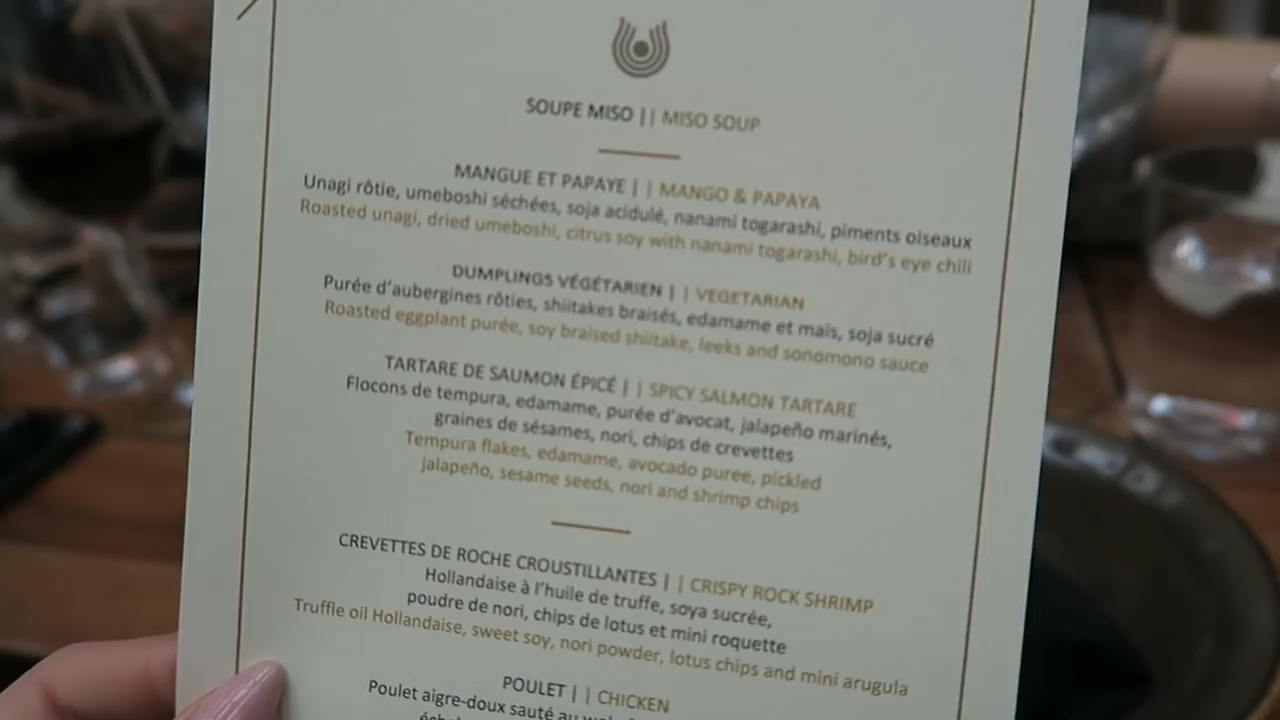 SOUPE MISO || MISO SOUP
MANGUE ET PAPAYE || MANGO & PAPAYA
Unagi rôtie, umeboshi séchées, soja acidulé, nanami togarashi, piments oiseaux
Roasted unagi, dried umeboshi, citrus soy with nanami togarashi, bird's eye chili
DUMPLINGS VÉGÉTARIEN || VEGETARIAN
Purée d'aubergines rôties, shiitakes braisés, edamame et maïs, soja sucré
Roasted eggplant purée, soy braised shiitake, leeks and sonomono sauce
TARTARE DE SAUMON ÉPICÉ || SPICY SALMON TARTARE
Flocons de tempura, edamame, purée d'avocat, jalapeño marinés,
graines de sésames, nori, chips de crevettes
Tempura flakes, edamame, avocado puree, pickled
jalapeño, sesame seeds, nori and shrimp chips
CREVETTES DE ROCHE CROUSTILLANTES || CRISPY ROCK SHRIMP
Hollandaise à l'huile de truffe, soya sucrée,
poudre de nori, chips de lotus et mini roquette
Truffle oil Hollandaise, sweet soy, nori powder, lotus chips and mini arugula
POULET || CHICKEN
Poulet aigre-doux sauté au